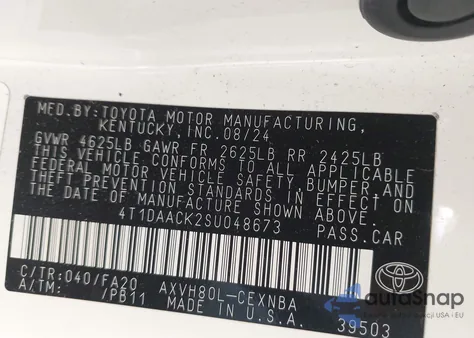 MFD.BY:TOYOTA MOTOR MANUFACTURING,
KENTUCKY, INC. 08/24
GVWR 4625LB GAWR FR 2625LB RR 2425LB
THIS VEHICLE CONFORMS TO ALL APPLICABLE
FEDERAL MOTOR VEHICLE SAFETY, BUMPER, AND
THEFT PREVENTION STANDARDS IN EFFECT ON
THE DATE OF MANUFACTURE SHOWN ABOVE.
4T1DAACK2SU048673 PASS.CAR
C/TR:040/FA20 AXVH80L-CEXNBA
A/TM: /PB11 MADE IN U.S.A.
TOYOTA
39503
autoSnap